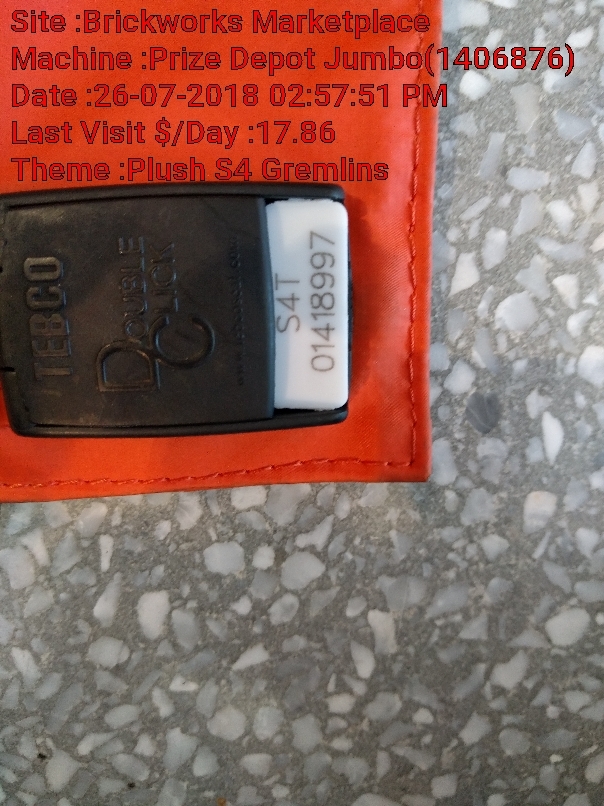 Site :Brickworks Marketplace
Machine :Prize Depot Jumbo(1406876)
Date :26-07-2018 02:57:51 PM
Last Visit $/Day :17.86
Theme :Plush S4 Gremlins
TEBCO
DOUBLE
CLICK
S4T
01418997